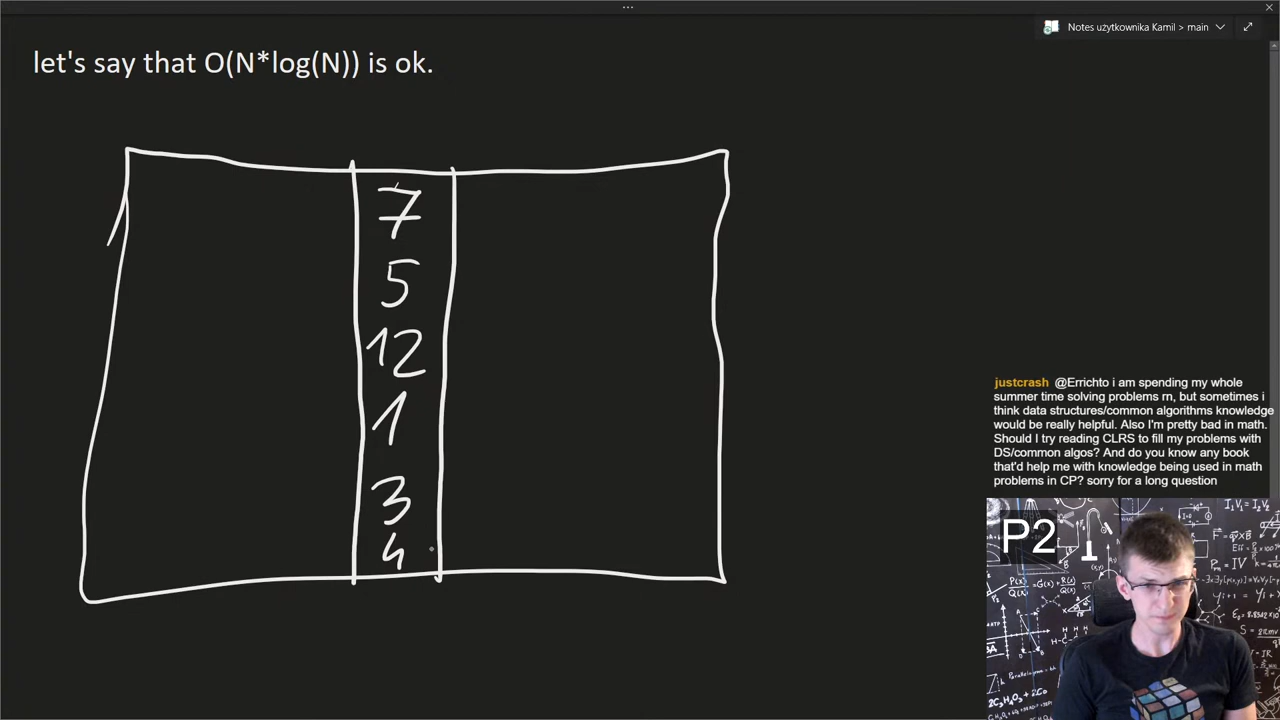 Notes użytkownika Kamil > main
let's say that O(N*log(N)) is ok.
7
5
12
1
3
4
justcrash @Errichto i am spending my whole
summer time solving problems rn, but sometimes i
think data structures/common algorithms knowledge
would be really helpful. Also I'm pretty bad in math.
Should I try reading CLRS to fill my problems with
DS/common algos? And do you know any book
that'd help me with knowledge being used in math
problems in CP? sorry for a long question
P2